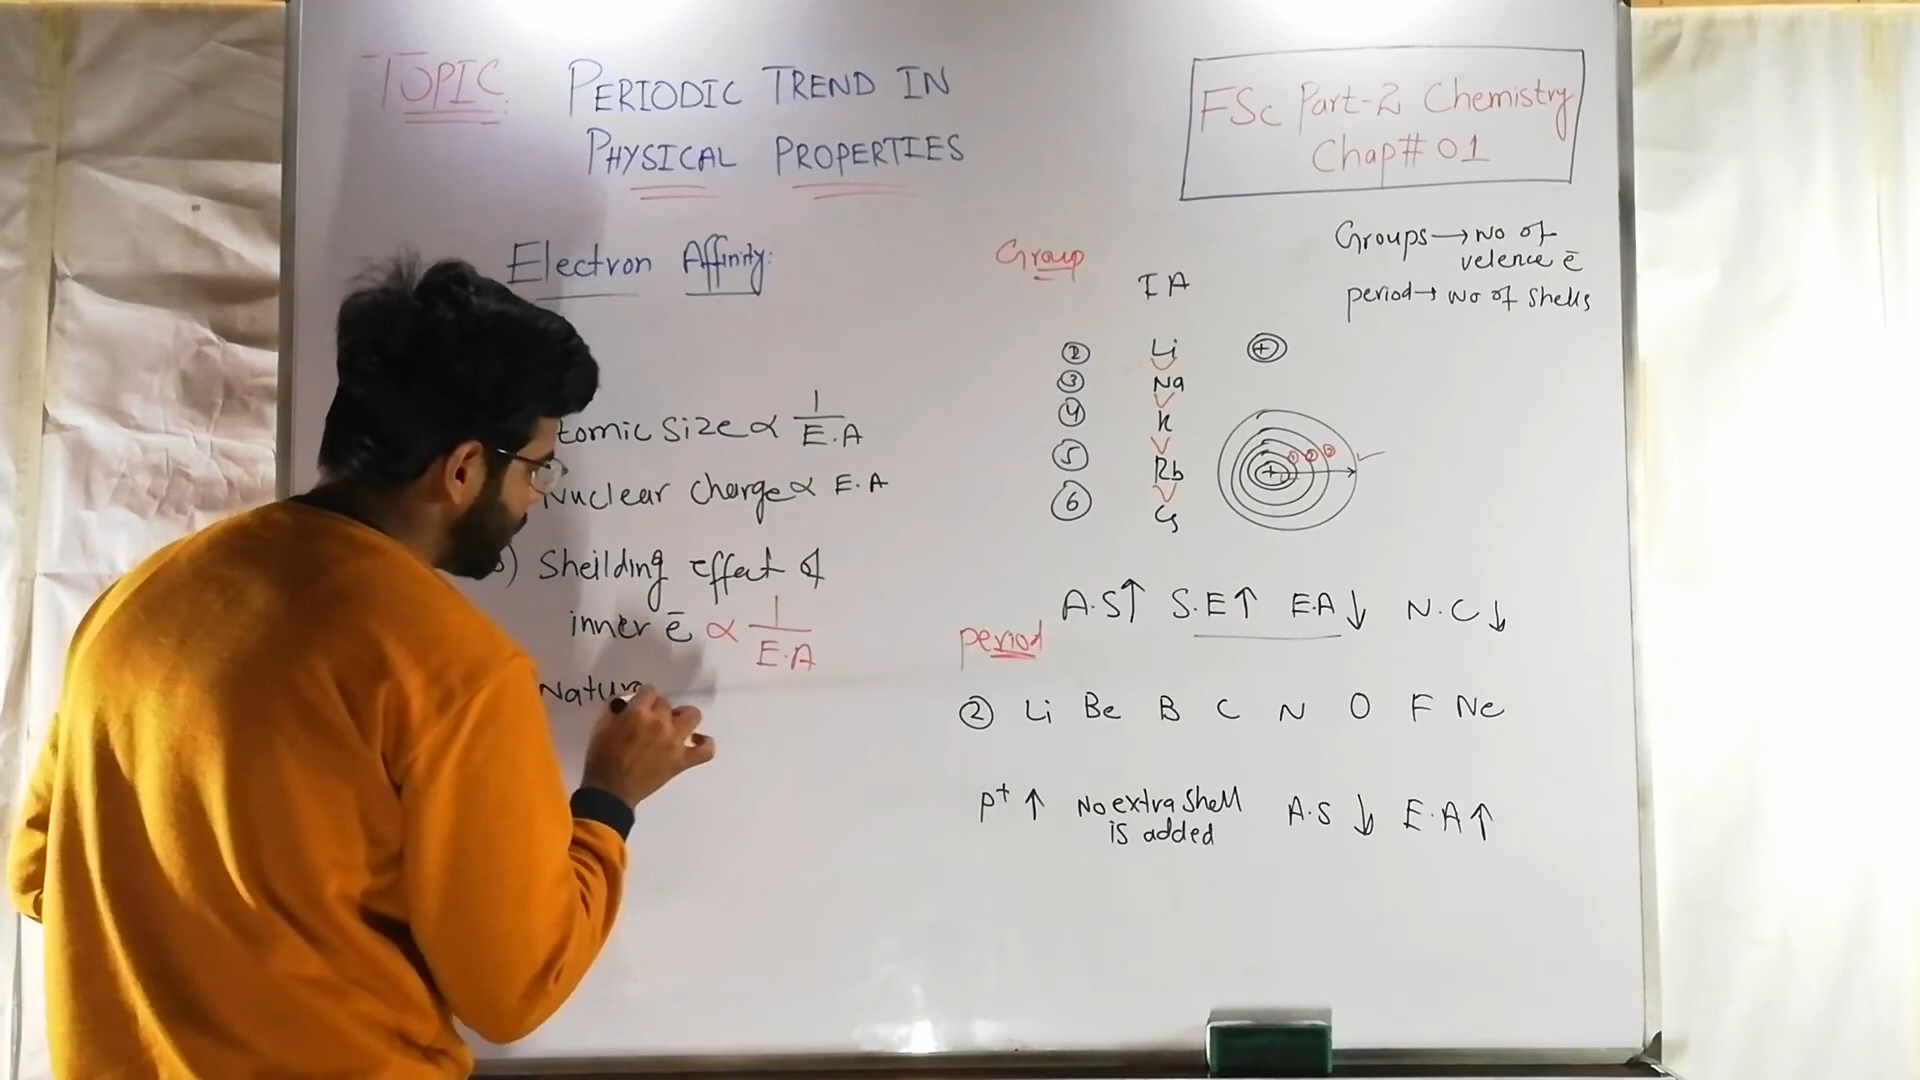 TOPIC: PERIODIC TREND IN
PHYSICAL PROPERTIES
FSc Part-2 Chemistry
Chap# 01
Electron Affinity:
tomic size ∝ 1/E.A
Nuclear charge ∝ E.A
) Sheilding effect of
inner ē ∝ 1/E.A
Natur
Group
I A
Groups → No of
velence ē
period → No of shells
② Li +
③ Na
④ K
⑤ Rb +
⑥ Cs
A.S↑ S.E↑ E.A↓ N.C↓
period
② Li Be B C N O F Ne
P+ ↑ No extra shell
is added
A.S ↓ E.A↑